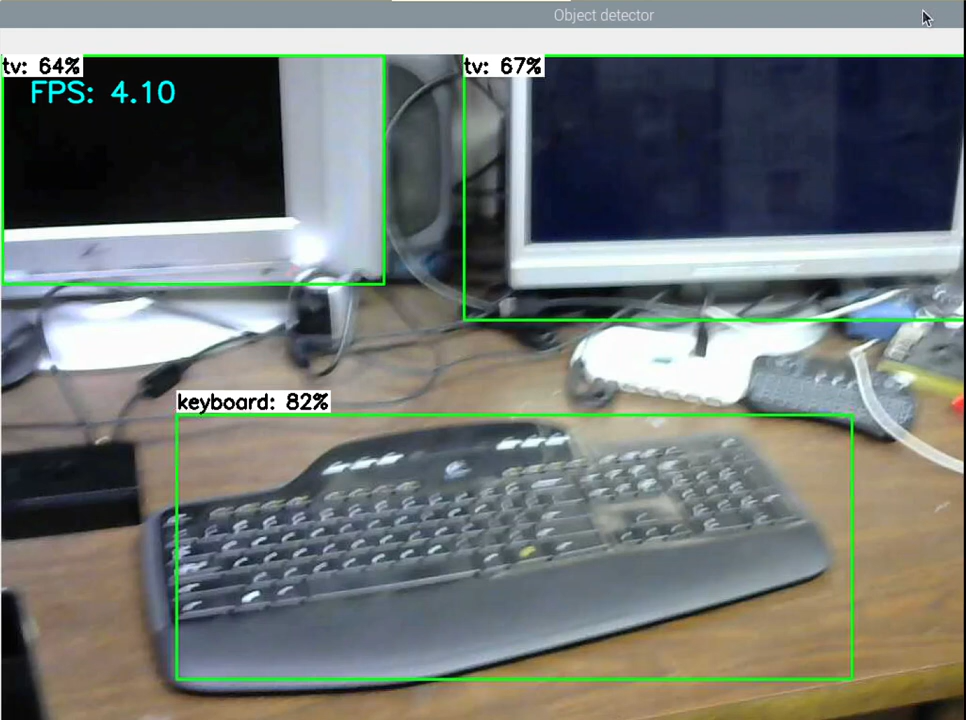 Object detector
tv: 64%
tv: 67%
FPS: 4.10
keyboard: 82%